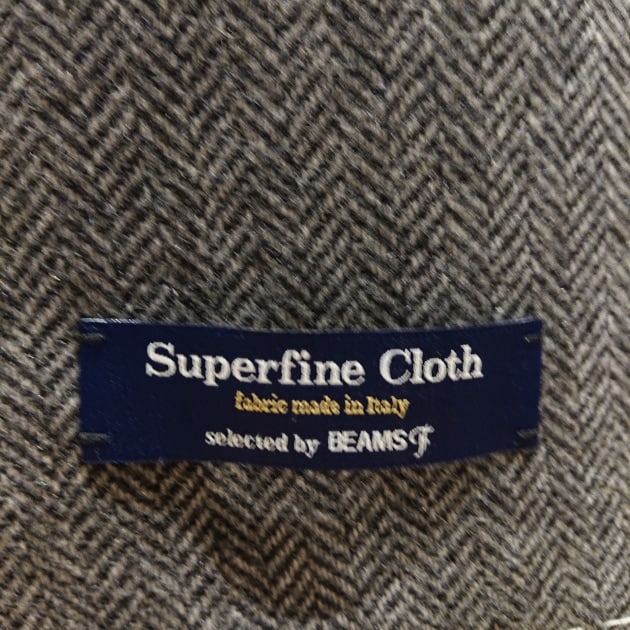 Superfine Cloth
fabric made in Italy
selected by BEAMS F